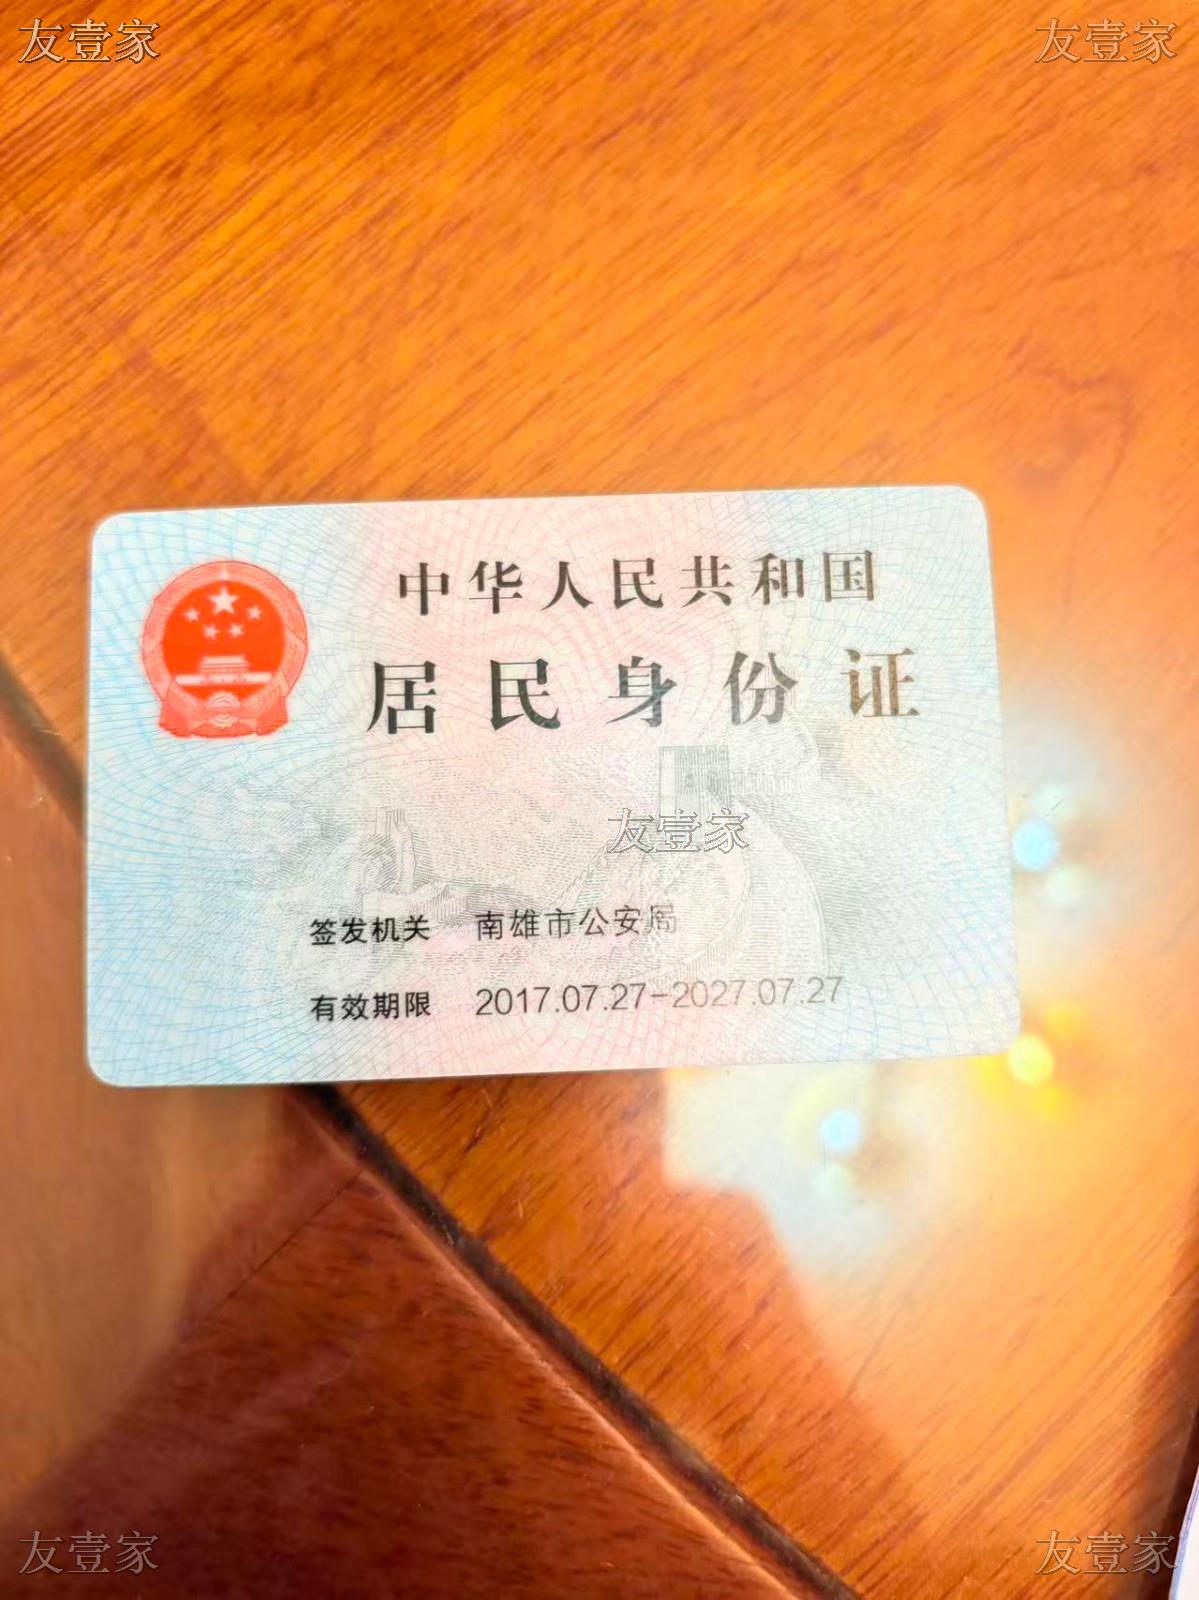 友壹家 友壹家
中华人民共和国
居民身份证
友壹家
签发机关 南雄市公安局
有效期限 2017.07.27-2027.07.27
友壹家 友壹家